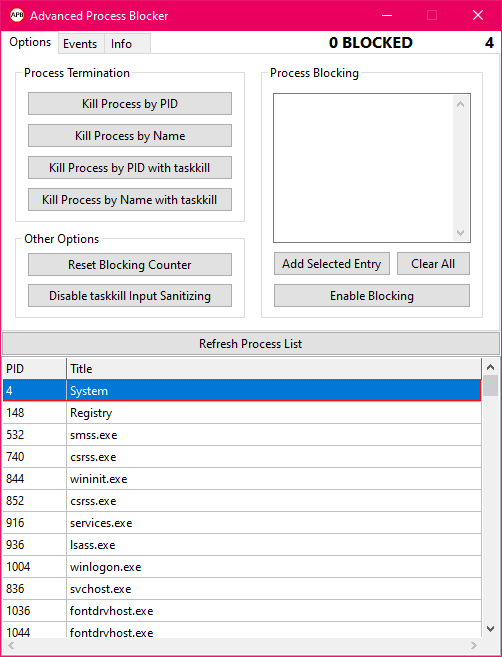 APB Advanced Process Blocker
Options Events Info 0 BLOCKED 4
Process Termination
Kill Process by PID
Kill Process by Name
Kill Process by PID with taskkill
Kill Process by Name with taskkill
Other Options
Reset Blocking Counter
Disable taskkill Input Sanitizing
Process Blocking
Add Selected Entry Clear All
Enable Blocking
Refresh Process List
PID Title
4 System
148 Registry
532 smss.exe
740 csrss.exe
844 wininit.exe
852 csrss.exe
916 services.exe
936 lsass.exe
1004 winlogon.exe
836 svchost.exe
1036 fontdrvhost.exe
1044 fontdrvhost.exe